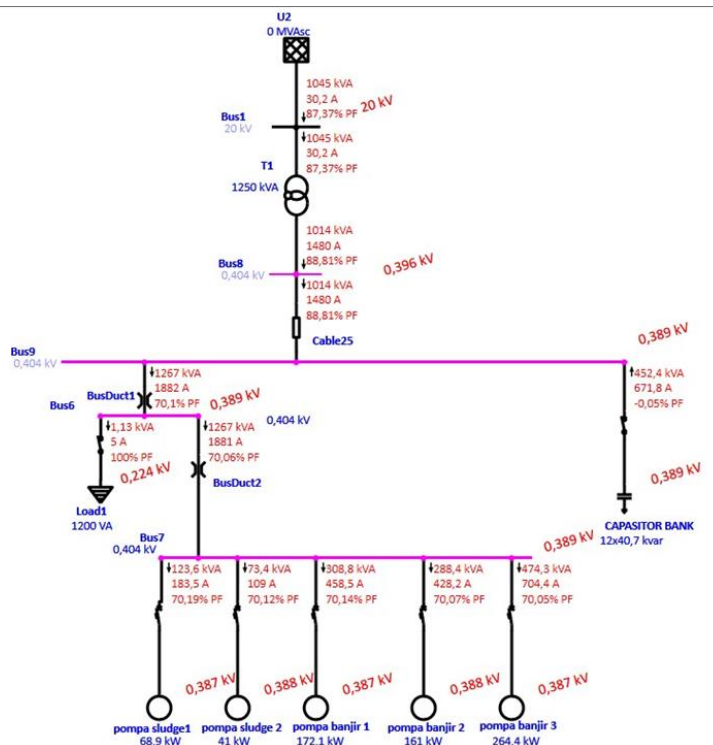 U2
0 MVAsc
1045 kVA
30,2 A
87,37% PF
20 kV
Bus1
20 kV
1045 kVA
30,2 A
87,37% PF
T1
1250 kVA
1014 kVA
1480 A
88,81% PF
Bus8
0,404 kV
0,396 kV
1014 kVA
1480 A
88,81% PF
Cable25
0,389 kV
Bus9
0,404 kV
1267 kVA
1882 A
70,1% PF
452,4 kVA
671,8 A
-0,05% PF
BusDuct1
0,389 kV
Bus6
0,404 kV
1,13 kVA
5 A
100% PF
1267 kVA
1881 A
70,06% PF
0,224 kV
BusDuct2
0,389 kV
Load1
1200 VA
CAPASITOR BANK
12x40,7 kvar
Bus7
0,404 kV
0,389 kV
123,6 kVA
183,5 A
70,19% PF
73,4 kVA
109 A
70,12% PF
308,8 kVA
458,5 A
70,14% PF
288,4 kVA
428,2 A
70,07% PF
474,3 kVA
704,4 A
70,05% PF
0,387 kV
0,388 kV
0,387 kV
0,388 kV
0,387 kV
pompa sludge1
68.9 kW
pompa sludge 2
41 kW
pompa banjir 1
172.1 kW
pompa banjir 2
161 kW
pompa banjir 3
264.4 kW